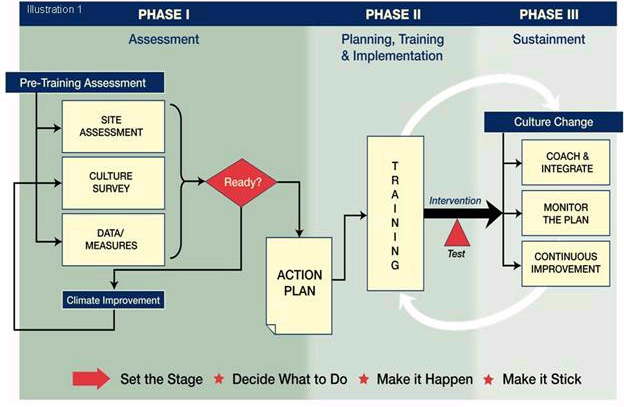 Illustration 1
PHASE I
PHASE II
PHASE III
Assessment
Planning, Training
& Implementation
Sustainment
Pre-Training Assessment
SITE
ASSESSMENT
CULTURE
SURVEY
DATA/
MEASURES
Climate Improvement
Ready?
ACTION
PLAN
TRAINING
Intervention
Test
Culture Change
COACH &
INTEGRATE
MONITOR
THE PLAN
CONTINUOUS
IMPROVEMENT
Set the Stage ★ Decide What to Do ★ Make it Happen ★ Make it Stick